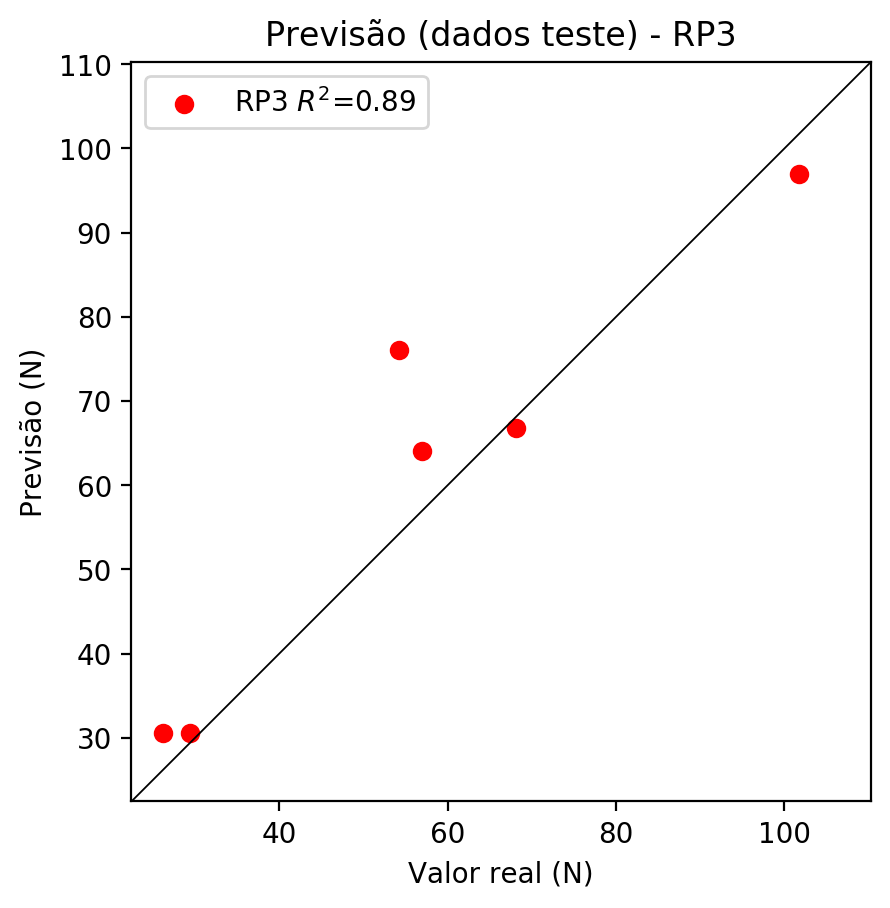 Previsão (dados teste) - RP3
RP3 R²=0.89
110
100
90
80
70
60
50
40
30
Previsão (N)
40 60 80 100
Valor real (N)